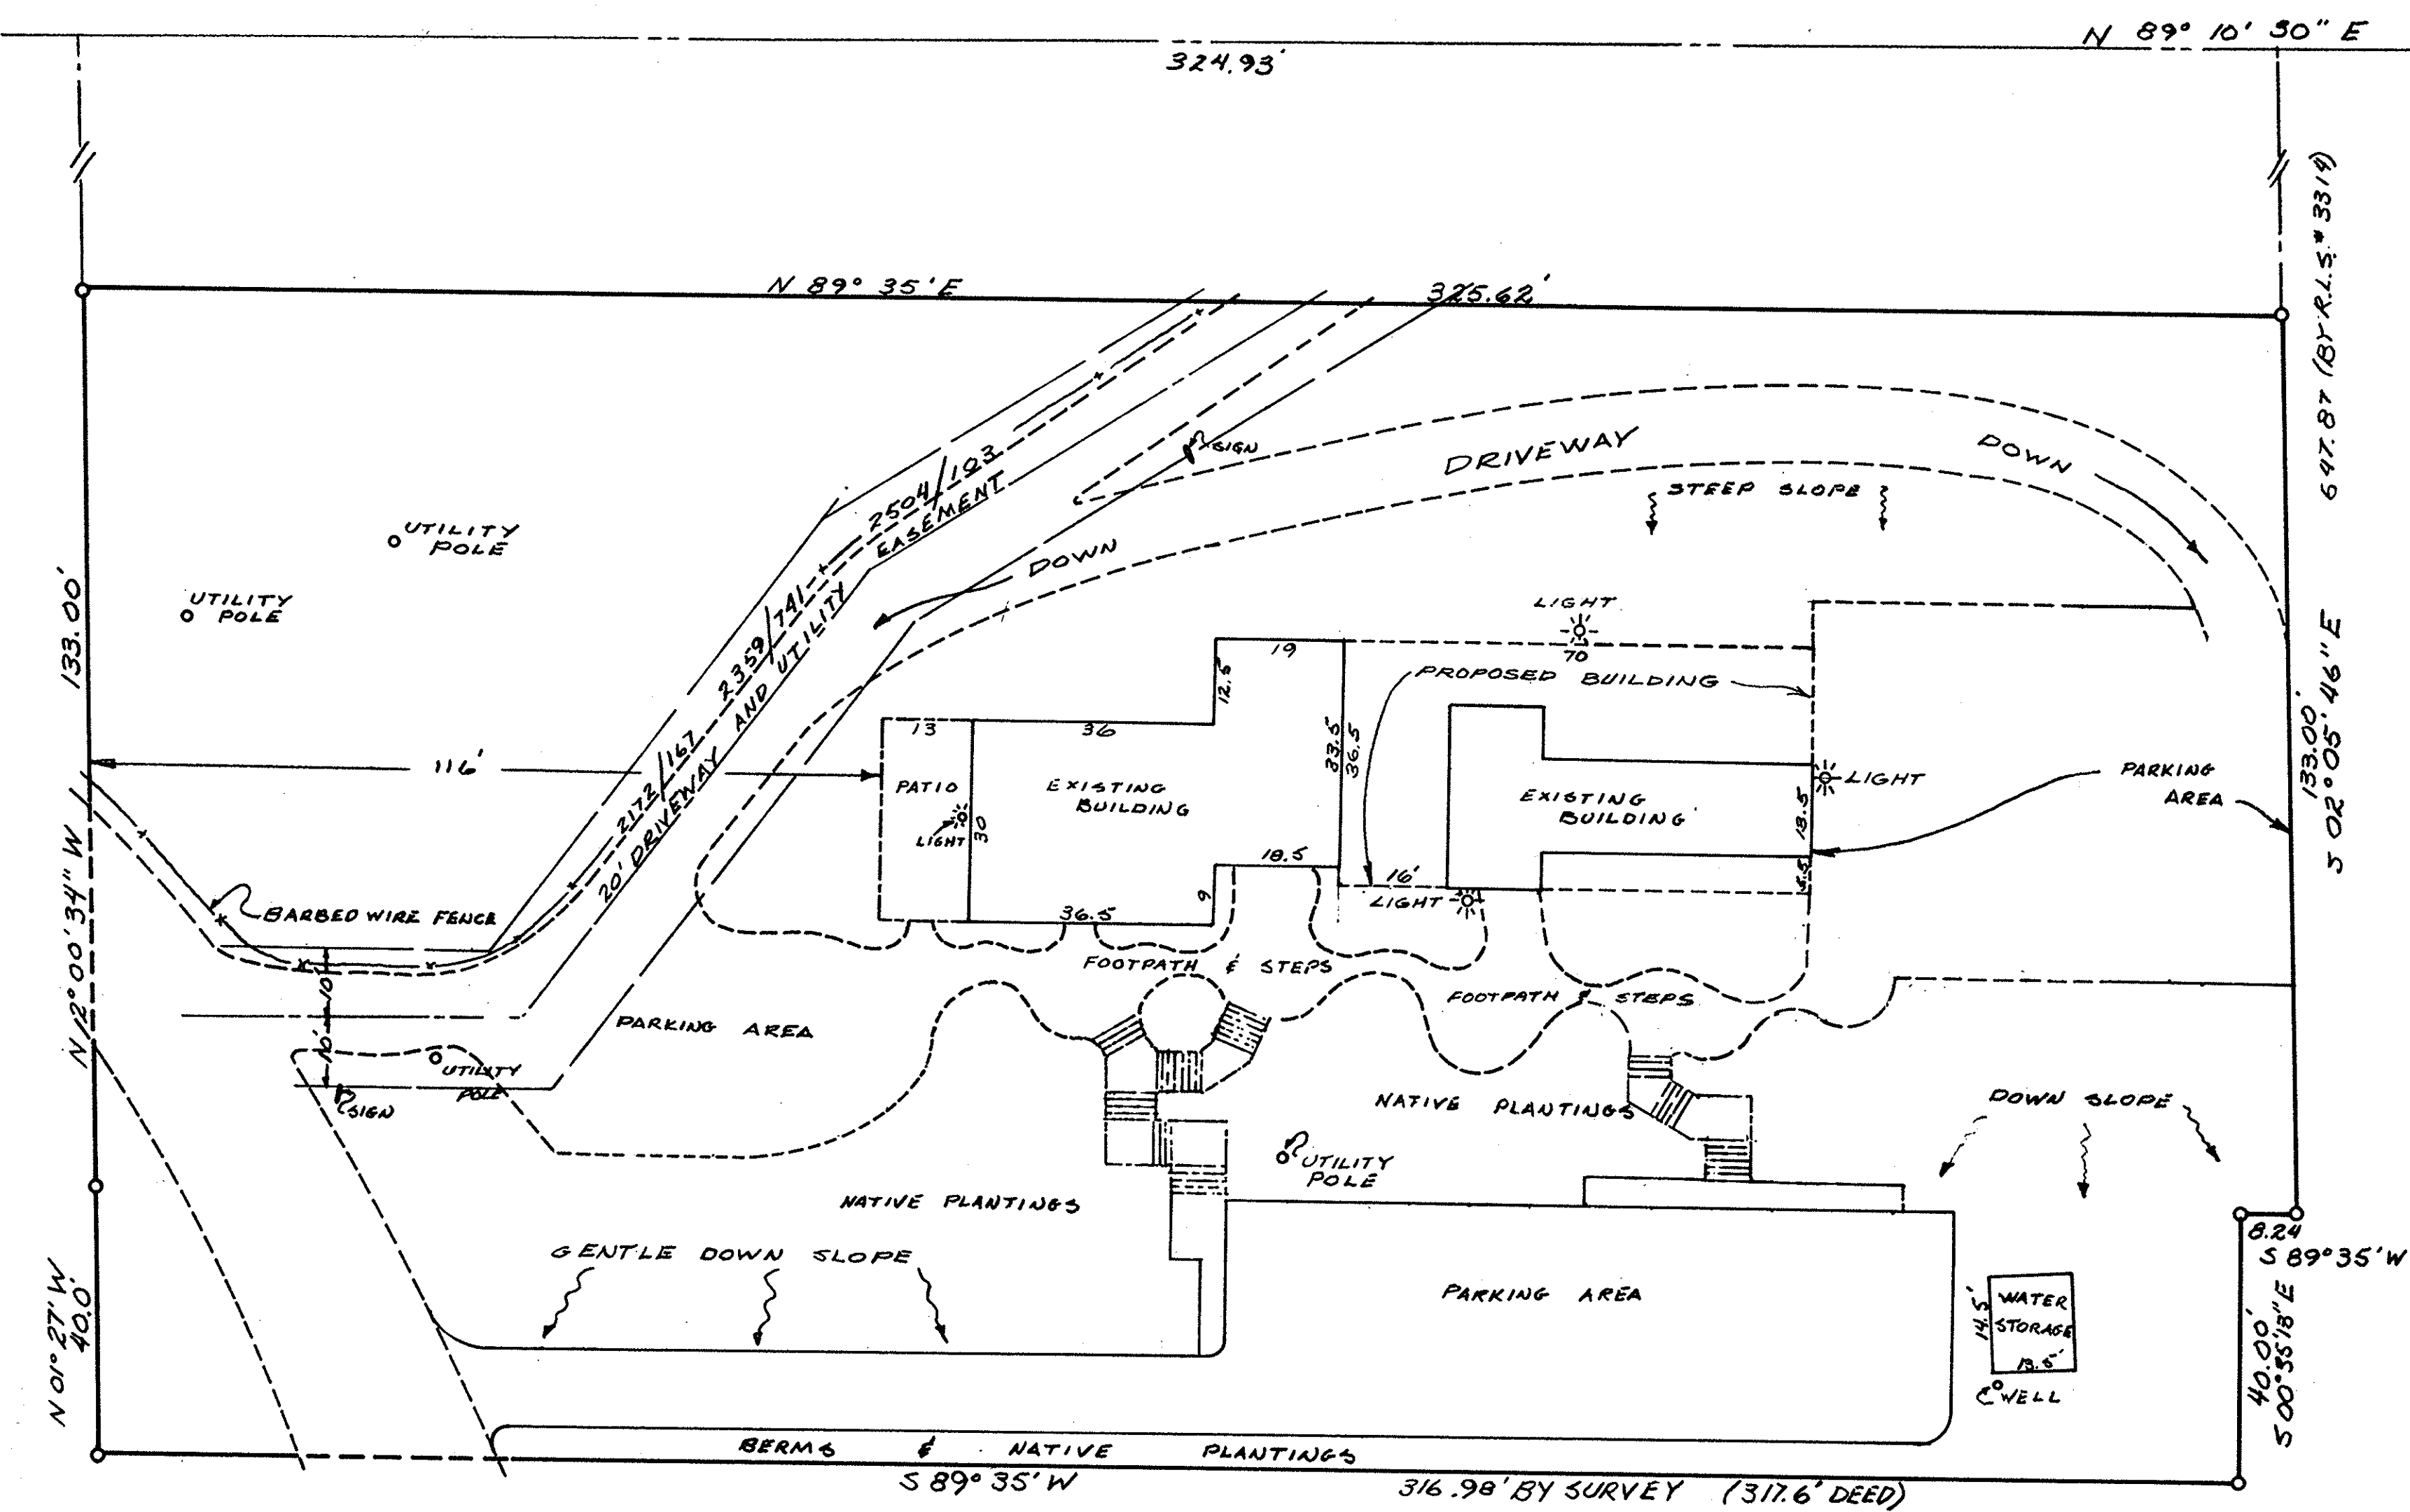 N 89° 10' 30" E
324.93'
647.87 (BY R.L.S.# 3319)
N 89° 35' E
325.62'
SIGN
DRIVEWAY
DOWN
STEEP SLOPE
2504/103
EASEMENT
UTILITY
POLE
UTILITY
POLE
133.00'
DOWN
2359/741
2172/167
20' DRIVEWAY AND UTILITY
LIGHT
70
19
12.5
PROPOSED BUILDING
13
36
33.5
36.5
116'
PATIO
EXISTING
BUILDING
LIGHT
30
EXISTING
BUILDING
LIGHT
18.5
PARKING
AREA
133.00'
S 02° 05' 46" E
18.5
5.5
16'
LIGHT
9
36.5
N 12° 00' 34" W
BARBED WIRE FENCE
FOOTPATH & STEPS
FOOTPATH & STEPS
10'
10'
PARKING AREA
UTILITY
POLE
SIGN
NATIVE PLANTINGS
DOWN SLOPE
UTILITY
POLE
NATIVE PLANTINGS
GENTLE DOWN SLOPE
8.24
S 89° 35' W
PARKING AREA
WATER
STORAGE
14.5'
13.5'
WELL
N 01° 27' W
40.0'
40.00'
S 00° 35' 13" E
BERMS & NATIVE PLANTINGS
S 89° 35' W
316.98' BY SURVEY (317.6' DEED)